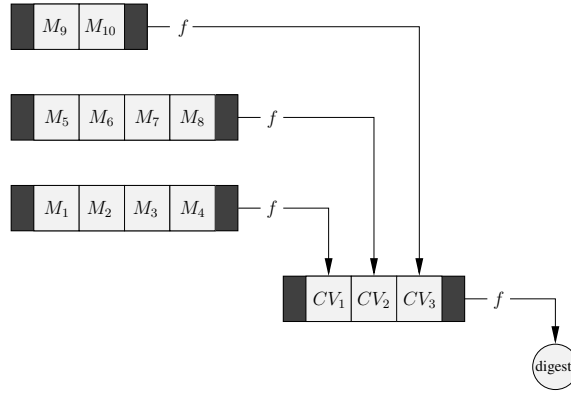 M₉ M₁₀ f
M₅ M₆ M₇ M₈ f
M₁ M₂ M₃ M₄ f
CV₁ CV₂ CV₃ f
digest